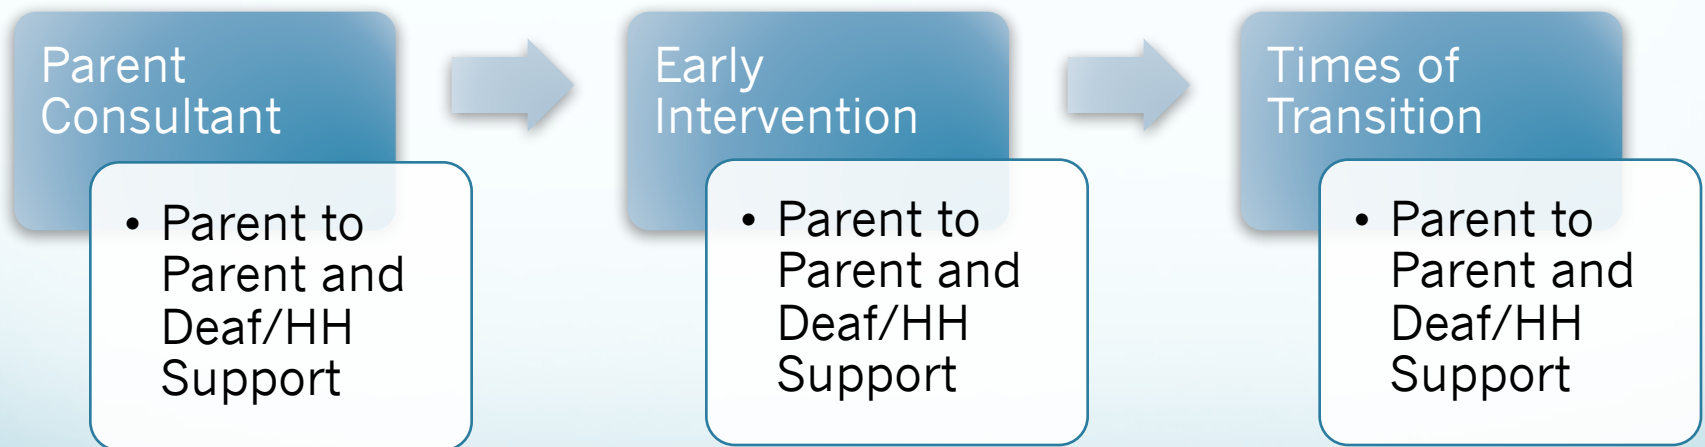 Parent
Consultant
• Parent to
Parent and
Deaf/HH
Support
Early
Intervention
• Parent to
Parent and
Deaf/HH
Support
Times of
Transition
• Parent to
Parent and
Deaf/HH
Support